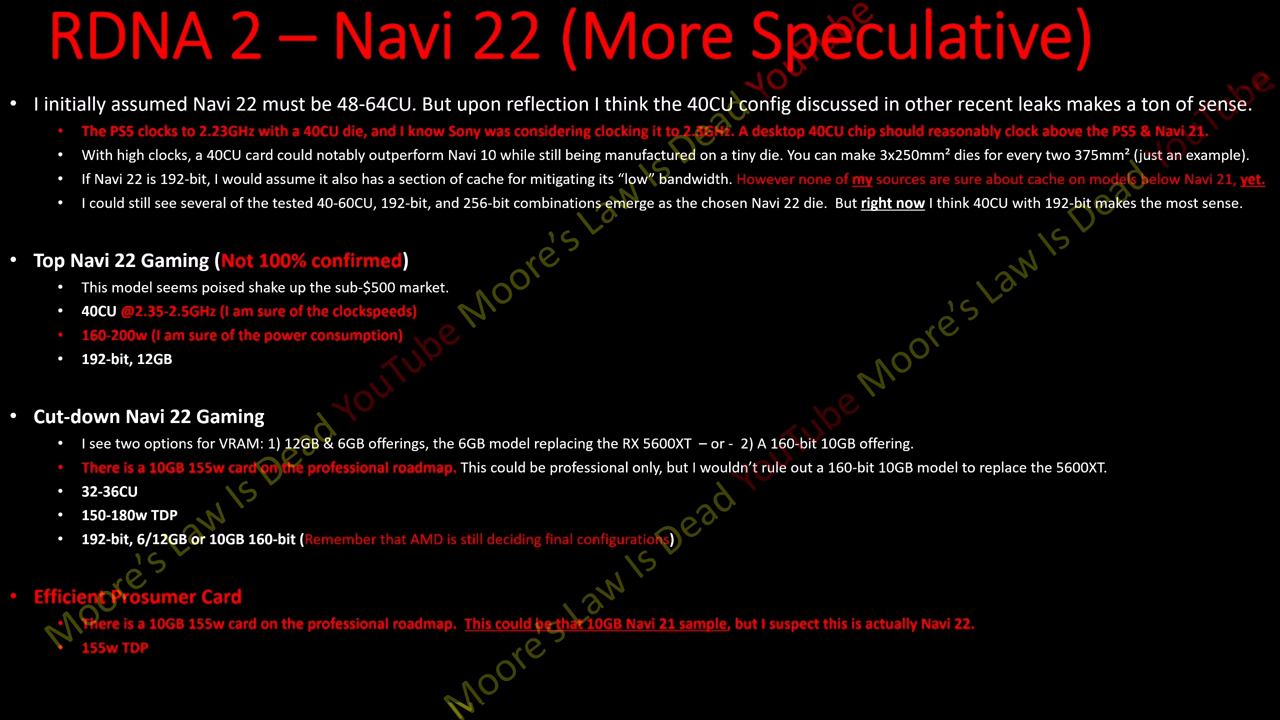 RDNA 2 – Navi 22 (More Speculative)
• I initially assumed Navi 22 must be 48-64CU. But upon reflection I think the 40CU config discussed in other recent leaks makes a ton of sense.
• The PS5 clocks to 2.23GHz with a 40CU die, and I know Sony was considering clocking it to GHz. A desktop 40CU chip should reasonably clock above the PS5 & Navi 21.
• With high clocks, a 40CU card could notably outperform Navi 10 while still being manufactured on a tiny die. You can make 3x250mm² dies for every two 375mm² (just an example).
• If Navi 22 is 192-bit, I would assume it also has a section of cache for mitigating its “low” bandwidth. However none of my sources are sure about cache on models below Navi 21, yet.
• I could still see several of the tested 40-60CU, 192-bit, and 256-bit combinations emerge as the chosen Navi 22 die. But right now I think 40CU with 192-bit makes the most sense.
• Top Navi 22 Gaming (Not 100% confirmed)
• This model seems poised shake up the sub-$500 market.
• 40CU @2.35-2.5GHz (I am sure of the clockspeeds)
• 160-200w (I am sure of the power consumption)
• 192-bit, 12GB
• Cut-down Navi 22 Gaming
• I see two options for VRAM: 1) 12GB & 6GB offerings, the 6GB model replacing the RX 5600XT – or - 2) A 160-bit 10GB offering.
• There is a 10GB 155w card on the professional roadmap. This could be professional only, but I wouldn’t rule out a 160-bit 10GB model to replace the 5600XT.
• 32-36CU
• 150-180w TDP
• 192-bit, 6/12GB or 10GB 160-bit (Remember that AMD is still deciding final configurations)
• Efficient Prosumer Card
• There is a 10GB 155w card on the professional roadmap. This could be that 10GB Navi 21 sample, but I suspect this is actually Navi 22.
• 155w TDP
Moore’s Law Is Dead YouTube Moore’s Law Is Dead YouTube
Moore’s Law Is Dead YouTube Moore’s Law Is Dead YouTube